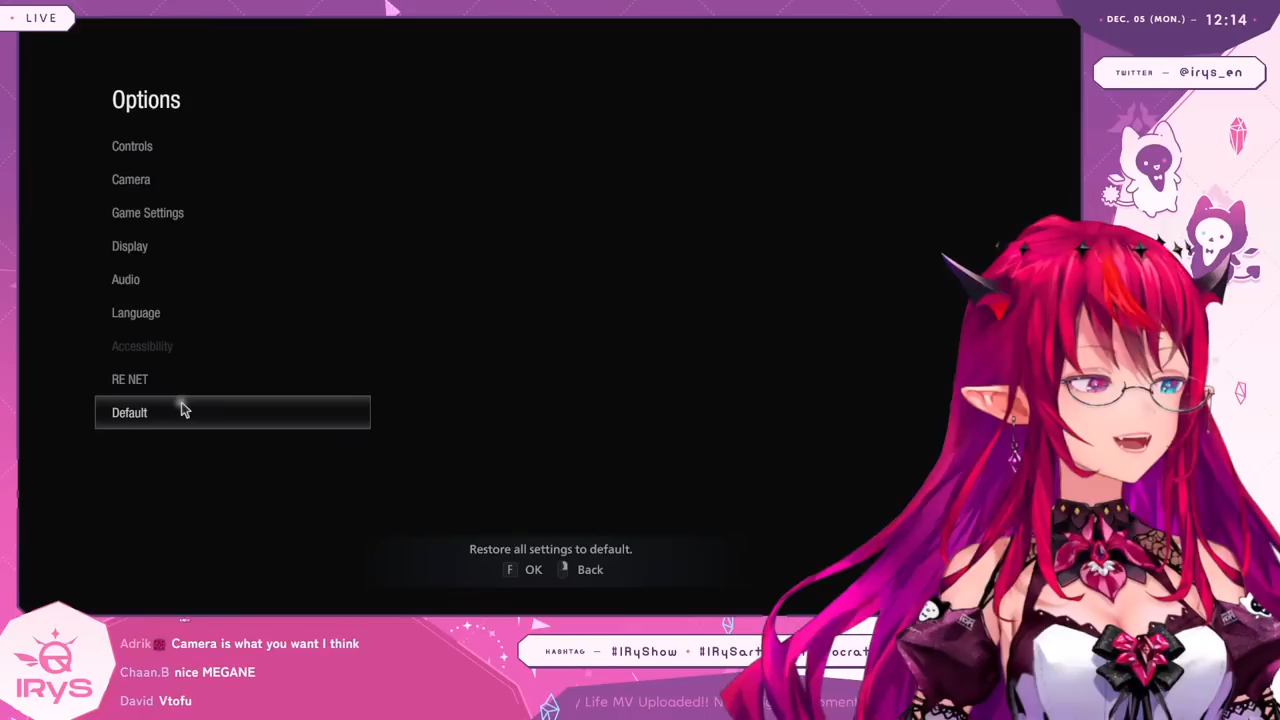 LIVE
DEC. 05 (MON.) – 12:14
TWITTER – @irys_en
Options
Controls
Camera
Game Settings
Display
Audio
Language
Accessibility
RE NET
Default
Restore all settings to default.
F OK Back
Adrik Camera is what you want I think
Chaan.B nice MEGANE
David Vtofu
HASHTAG – #IRyShow • #IRySart
Life MV Uploaded!!
IRyS